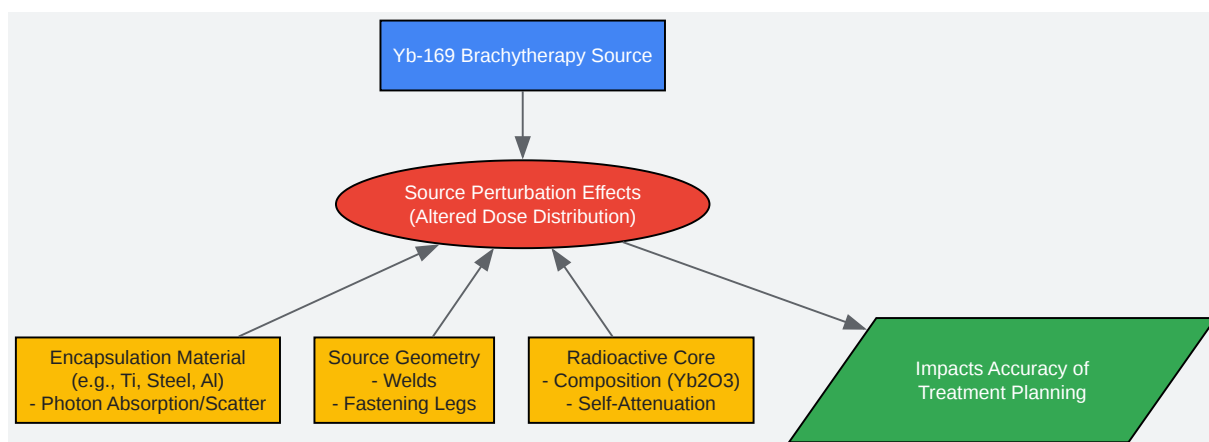 Yb-169 Brachytherapy Source
Source Perturbation Effects
(Altered Dose Distribution)
Encapsulation Material
(e.g., Ti, Steel, Al)
- Photon Absorption/Scatter
Source Geometry
- Welds
- Fastening Legs
Radioactive Core
- Composition (Yb2O3)
- Self-Attenuation
Impacts Accuracy of
Treatment Planning